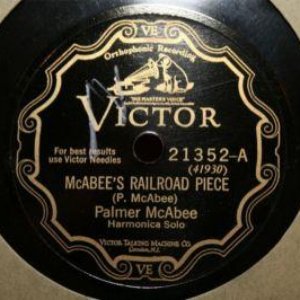 VE
Orthophonic Recording
"HIS MASTER'S VOICE"
VICTOR
For best results
use Victor Needles
21352-A
(41930)
McABEE'S RAILROAD PIECE
(P. McAbee)
Palmer McAbee
Harmonica Solo
VICTOR TALKING MACHINE CO
Camden, N.J.
VE